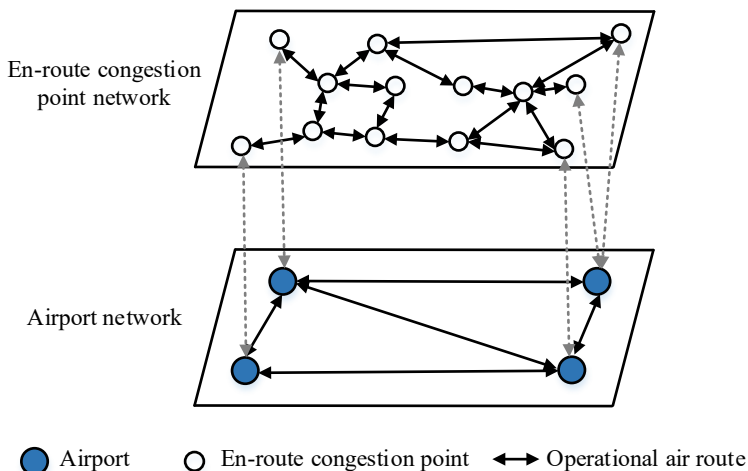 En-route congestion
point network
Airport network
Airport
En-route congestion point
Operational air route